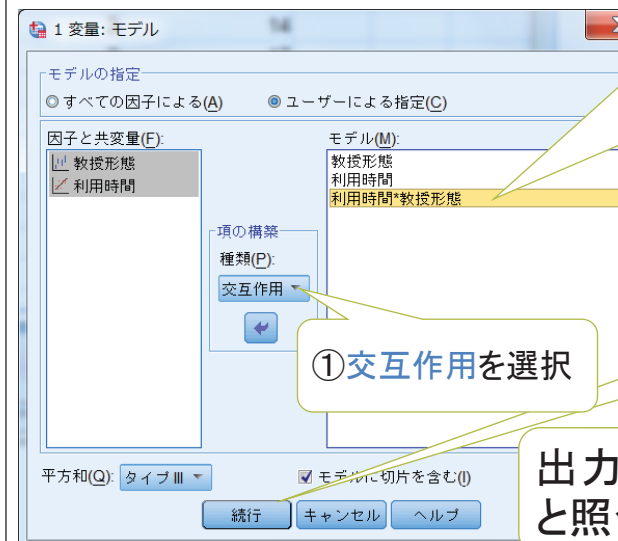 1 変量: モデル
14
モデルの指定
すべての因子による(A)
ユーザーによる指定(C)
因子と共変量(F):
教授形態
利用時間
モデル(M):
教授形態
利用時間
利用時間*教授形態
項の構築
種類(P):
交互作用
①交互作用を選択
平方和(Q): タイプⅢ
モデルに切片を含む(I)
続行
キャンセル
ヘルプ
出力
と照